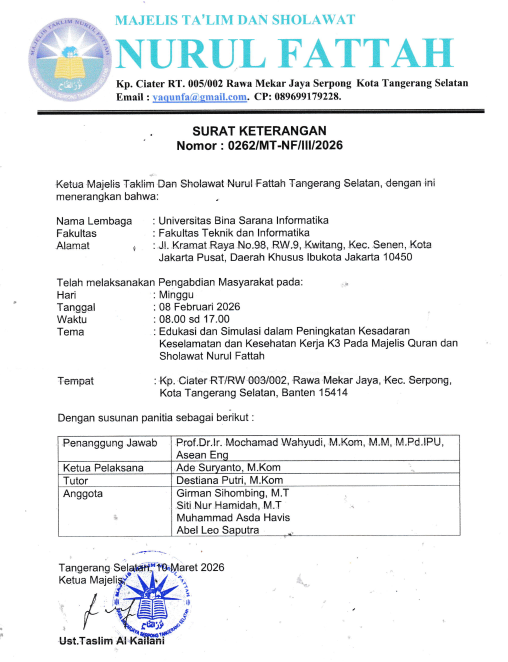 MAJELIS TA'LIM DAN SHOLAWAT
NURUL FATTAH
Kp. Ciater RT. 005/002 Rawa Mekar Jaya Serpong Kota Tangerang Selatan
Email : yaqunfa@gmail.com. CP: 089699179228.
SURAT KETERANGAN
Nomor : 0262/MT-NF/III/2026
Ketua Majelis Taklim Dan Sholawat Nurul Fattah Tangerang Selatan, dengan ini
menerangkan bahwa:
Nama Lembaga : Universitas Bina Sarana Informatika
Fakultas : Fakultas Teknik dan Informatika
Alamat : Jl. Kramat Raya No.98, RW.9, Kwitang, Kec. Senen, Kota
Jakarta Pusat, Daerah Khusus Ibukota Jakarta 10450
Telah melaksanakan Pengabdian Masyarakat pada:
Hari : Minggu
Tanggal : 08 Februari 2026
Waktu : 08.00 sd 17.00
Tema : Edukasi dan Simulasi dalam Peningkatan Kesadaran
Keselamatan dan Kesehatan Kerja K3 Pada Majelis Quran dan
Sholawat Nurul Fattah
Tempat : Kp. Ciater RT/RW 003/002, Rawa Mekar Jaya, Kec. Serpong,
Kota Tangerang Selatan, Banten 15414
Dengan susunan panitia sebagai berikut :
Penanggung Jawab Prof.Dr.Ir. Mochamad Wahyudi, M.Kom, M.M, M.Pd.IPU,
Asean Eng
Ketua Pelaksana Ade Suryanto, M.Kom
Tutor Destiana Putri, M.Kom
Anggota Girman Sihombing, M.T
Siti Nur Hamidah, M.T
Muhammad Asda Havis
Abel Leo Saputra
Tangerang Selatan, 10 Maret 2026
Ketua Majelis
Ust.Taslim Al Kailani